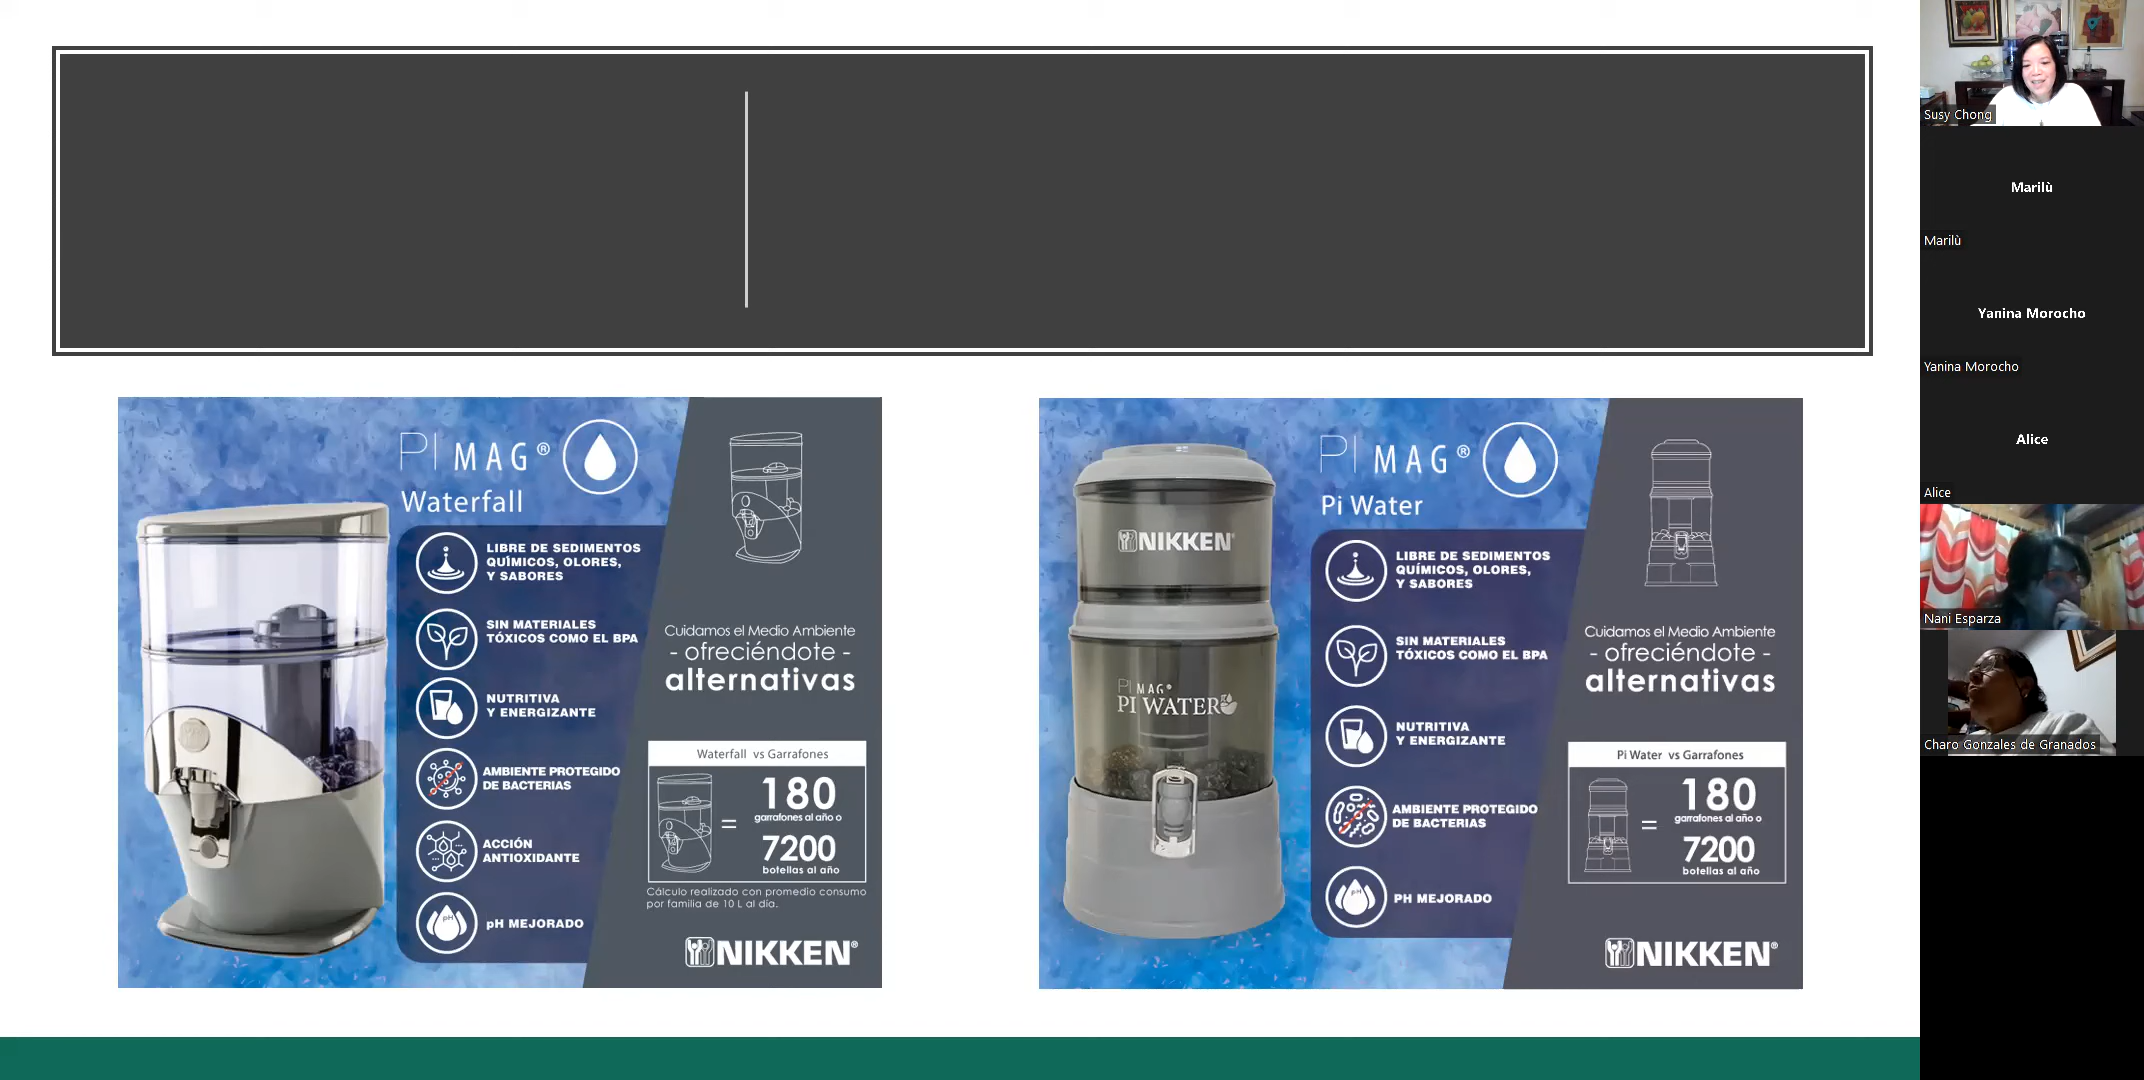 PI MAG®
Waterfall
LIBRE DE SEDIMENTOS
QUÍMICOS, OLORES,
Y SABORES
SIN MATERIALES
TÓXICOS COMO EL BPA
NUTRITIVA
Y ENERGIZANTE
AMBIENTE PROTEGIDO
DE BACTERIAS
ACCIÓN
ANTIOXIDANTE
pH
pH MEJORADO
Cuidamos el Medio Ambiente
- ofreciéndote -
alternativas
Waterfall vs Garrafones
=
180
garrafones al año o
7200
botellas al año
Cálculo realizado con promedio consumo
por familia de 10 L al día.
NIKKEN®
NIKKEN®
PI MAG®
PI WATER
PI MAG®
Pi Water
LIBRE DE SEDIMENTOS
QUÍMICOS, OLORES,
Y SABORES
SIN MATERIALES
TÓXICOS COMO EL BPA
NUTRITIVA
Y ENERGIZANTE
AMBIENTE PROTEGIDO
DE BACTERIAS
pH
PH MEJORADO
Cuidamos el Medio Ambiente
- ofreciéndote -
alternativas
Pi Water vs Garrafones
=
180
garrafones al año o
7200
botellas al año
NIKKEN®
Susy Chong
Marilù
Marilù
Yanina Morocho
Yanina Morocho
Alice
Alice
Nani Esparza
Charo Gonzales de Granados